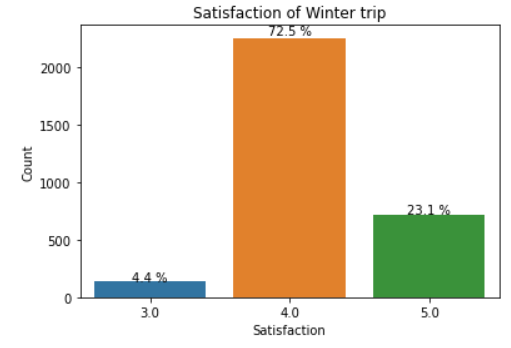 Satisfaction of Winter trip
72.5 %
2000
1500
Count
1000
23.1 %
500
4.4 %
0
3.0 4.0 5.0
Satisfaction